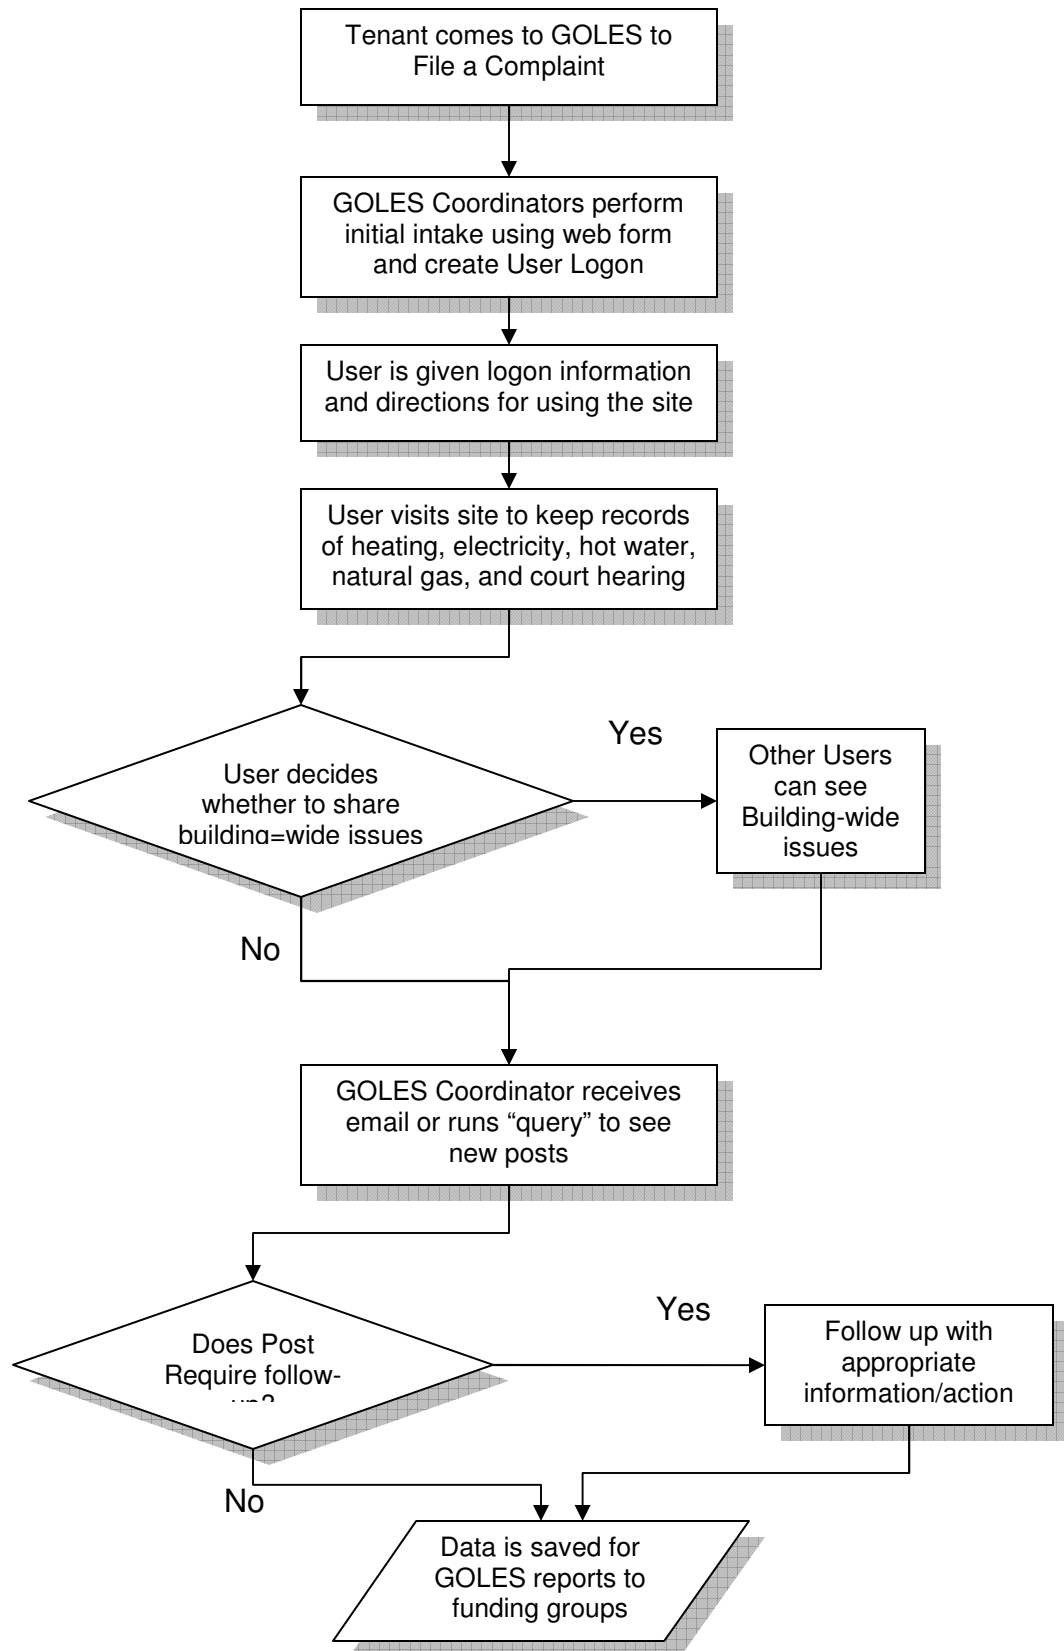 Tenant comes to GOLES to
File a Complaint
GOLES Coordinators perform
initial intake using web form
and create User Logon
User is given logon information
and directions for using the site
User visits site to keep records
of heating, electricity, hot water,
natural gas, and court hearing
User decides
whether to share
building=wide issues
Yes
Other Users
can see
Building-wide
issues
No
GOLES Coordinator receives
email or runs “query” to see
new posts
Does Post
Require follow-
up?
Yes
Follow up with
appropriate
information/action
No
Data is saved for
GOLES reports to
funding groups